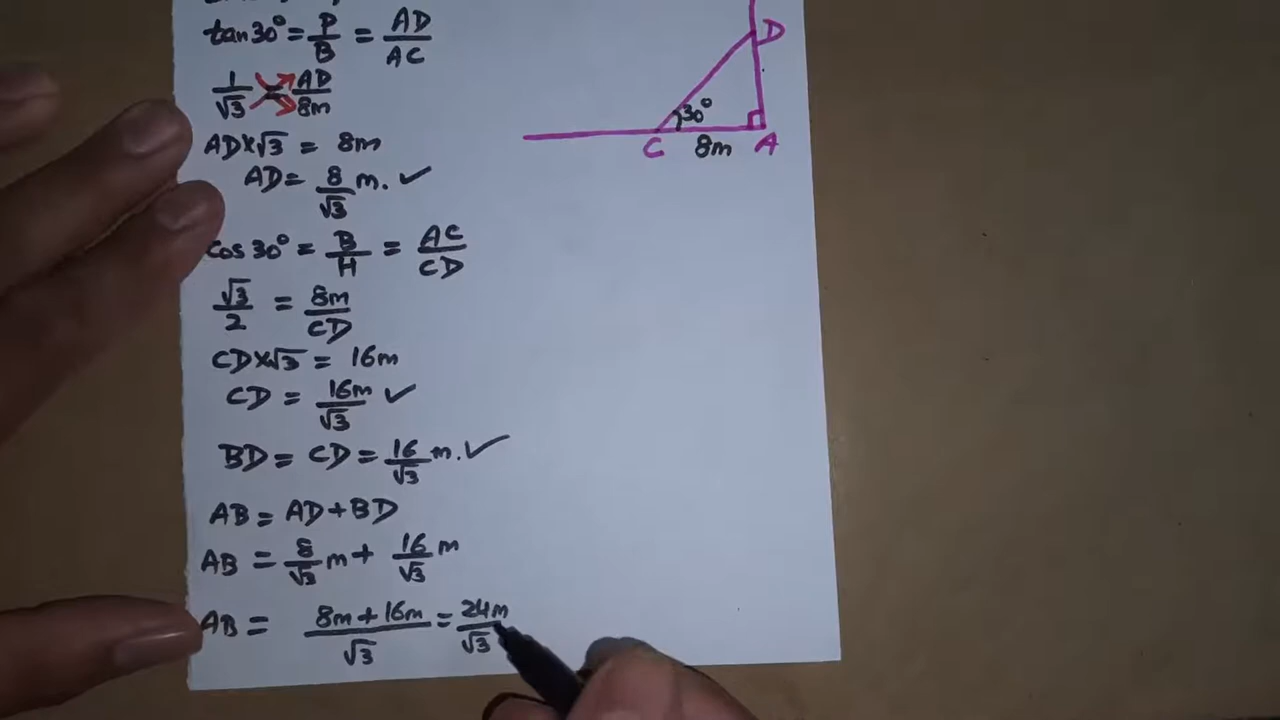 tan30° = P/B = AD/AC
1/√3 = AD/8m
AD×√3 = 8m
AD = 8/√3 m. ✓
cos30° = B/H = AC/CD
√3/2 = 8m/CD
CD×√3 = 16m
CD = 16m/√3 ✓
BD = CD = 16/√3 m. ✓
AB = AD+BD
AB = 8/√3 m + 16/√3 m
AB = 8m+16m/√3 = 24m/√3
D
30°
C 8m A